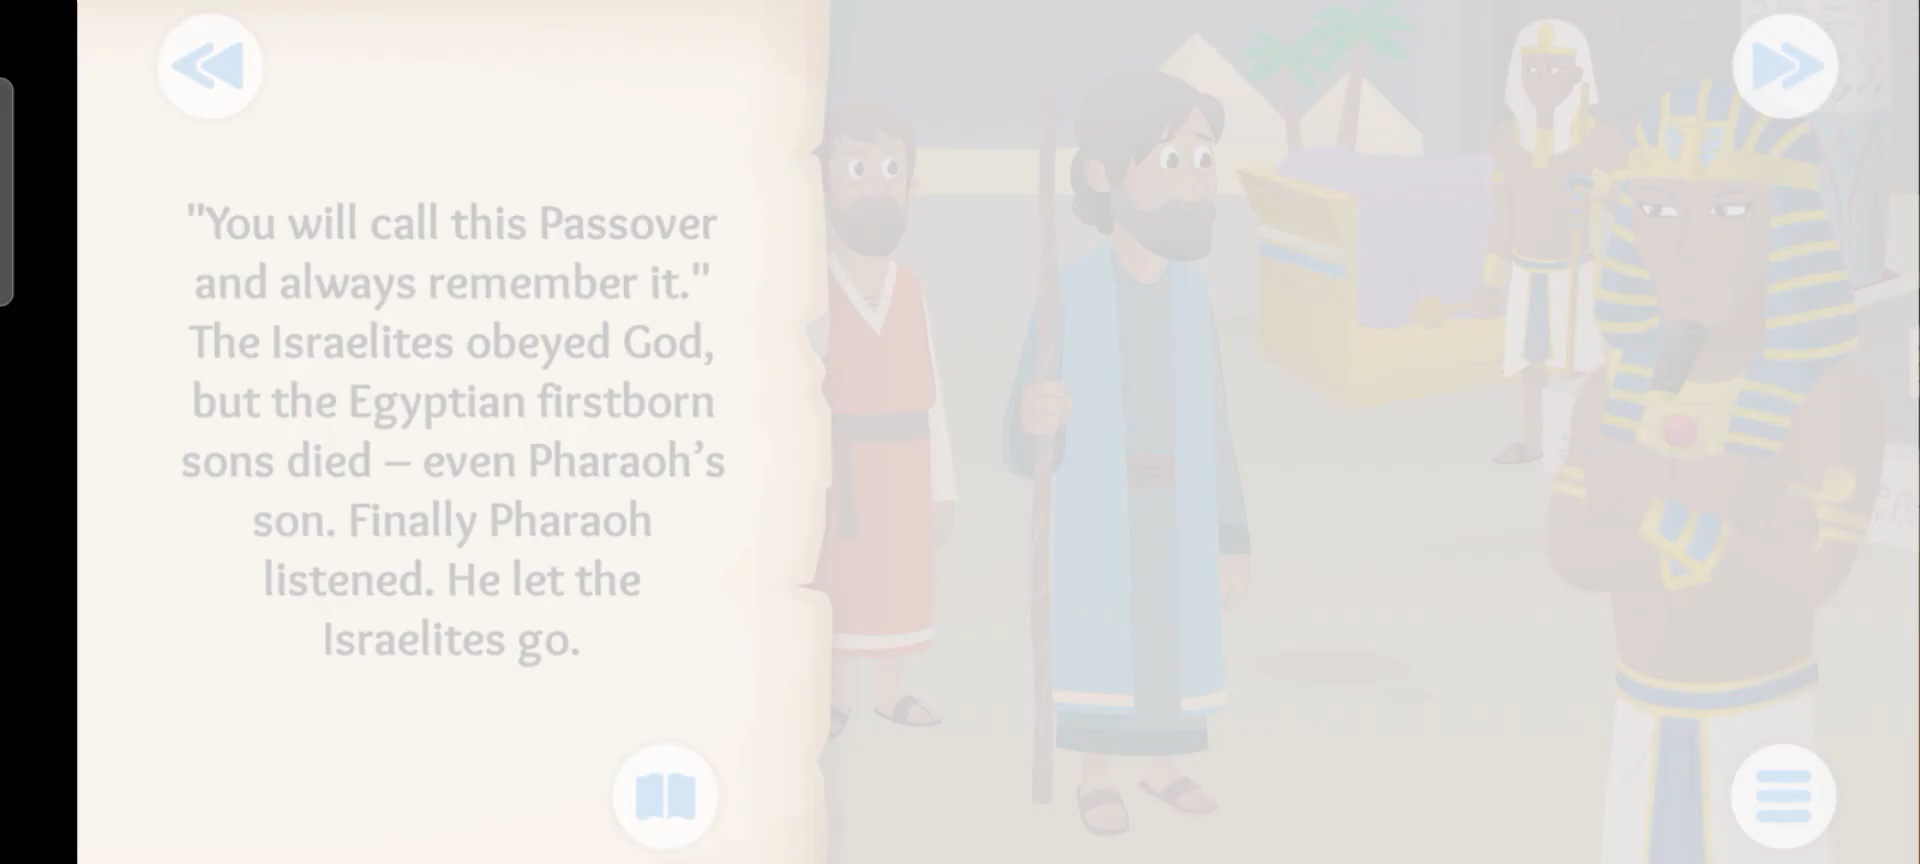 "You will call this Passover
and always remember it."
The Israelites obeyed God,
but the Egyptian firstborn
sons died – even Pharaoh’s
son. Finally Pharaoh
listened. He let the
Israelites go.